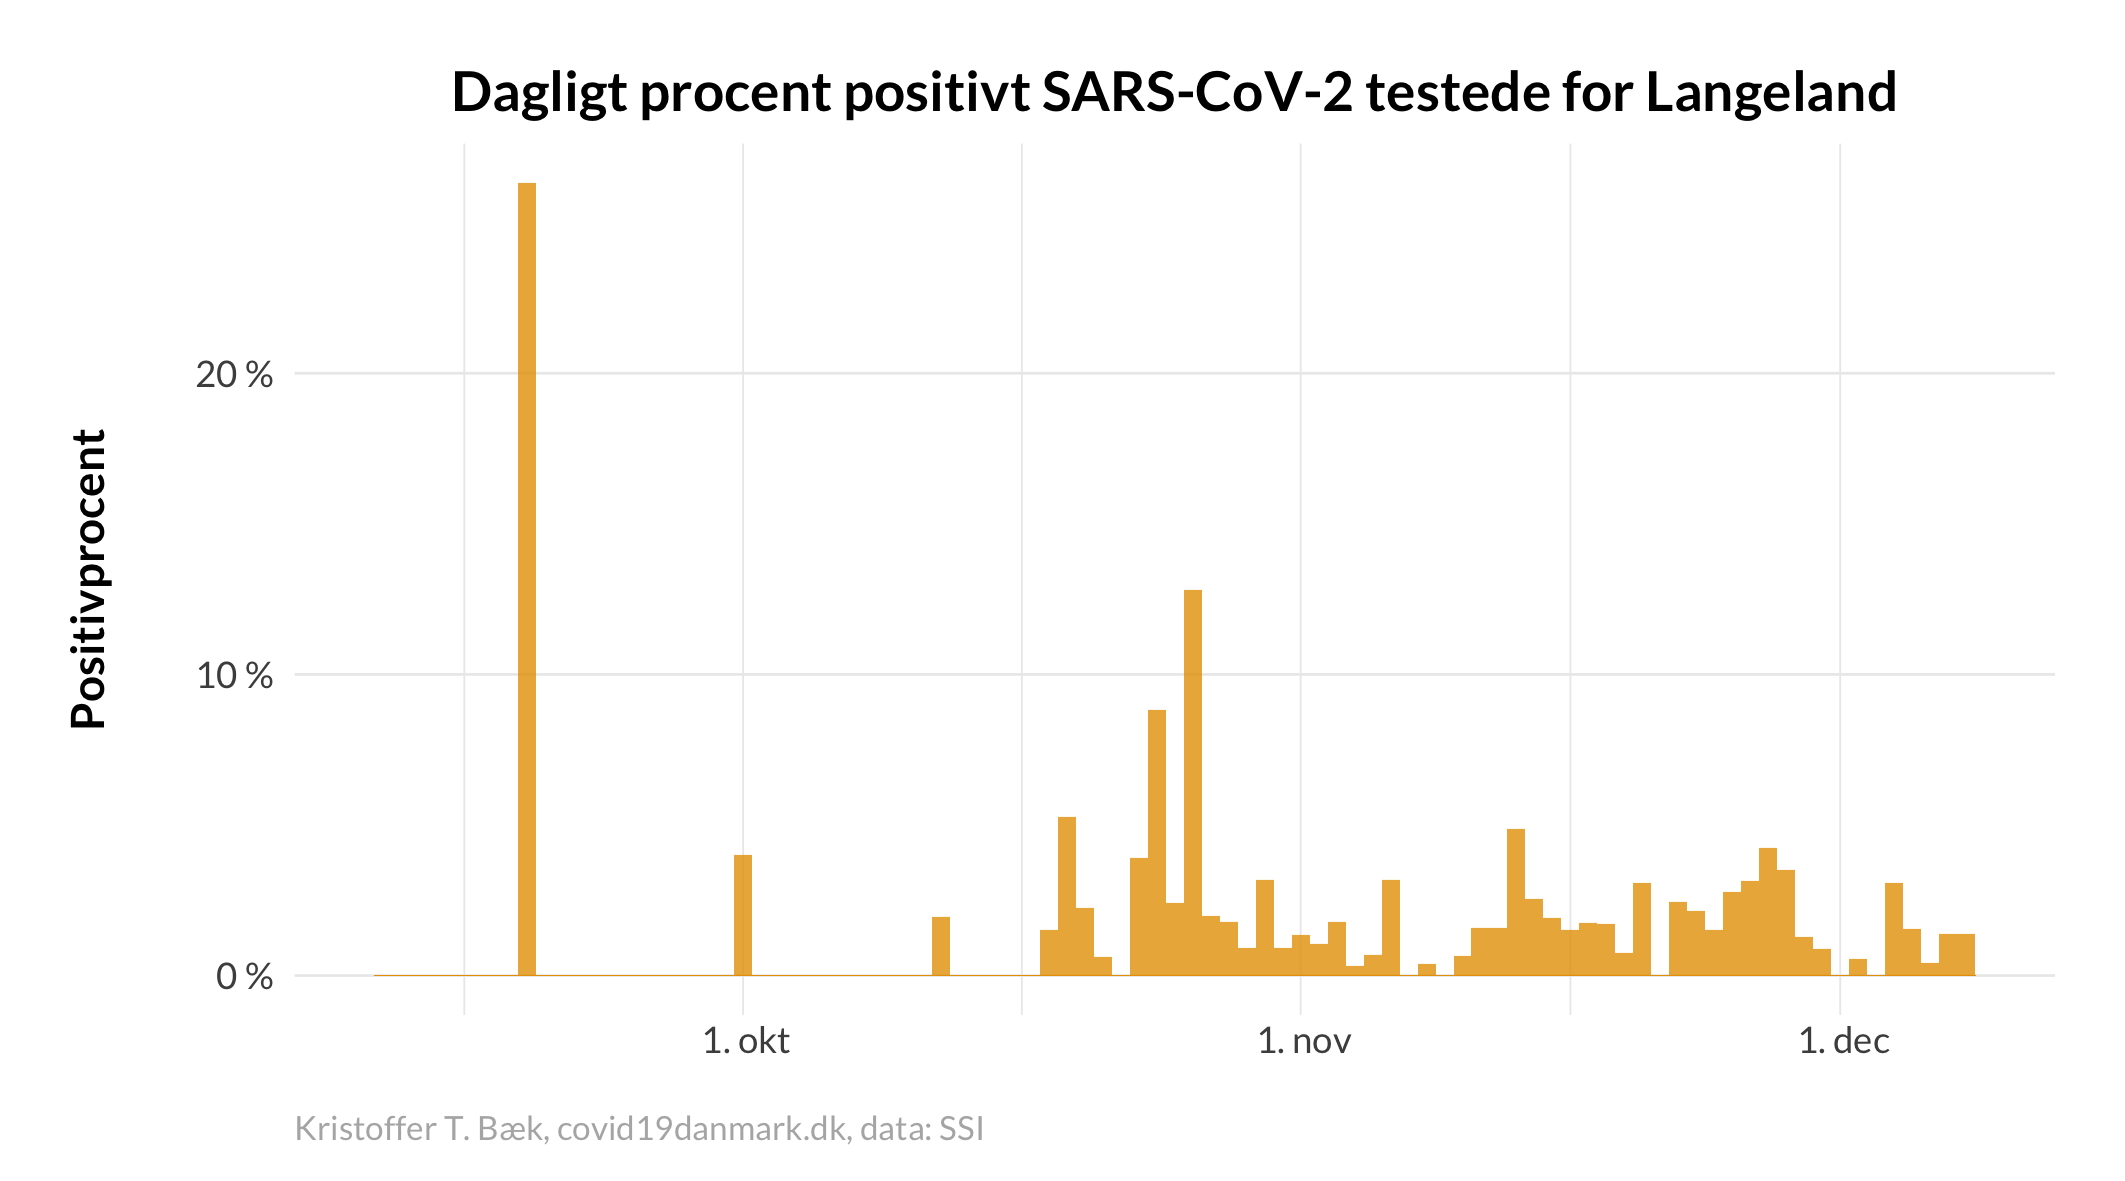 Dagligt procent positivt SARS-CoV-2 testede for Langeland
Positivprocent
20 %
10 %
0 %
1. okt
1. nov
1. dec
Kristoffer T. Bæk, covid19danmark.dk, data: SSI